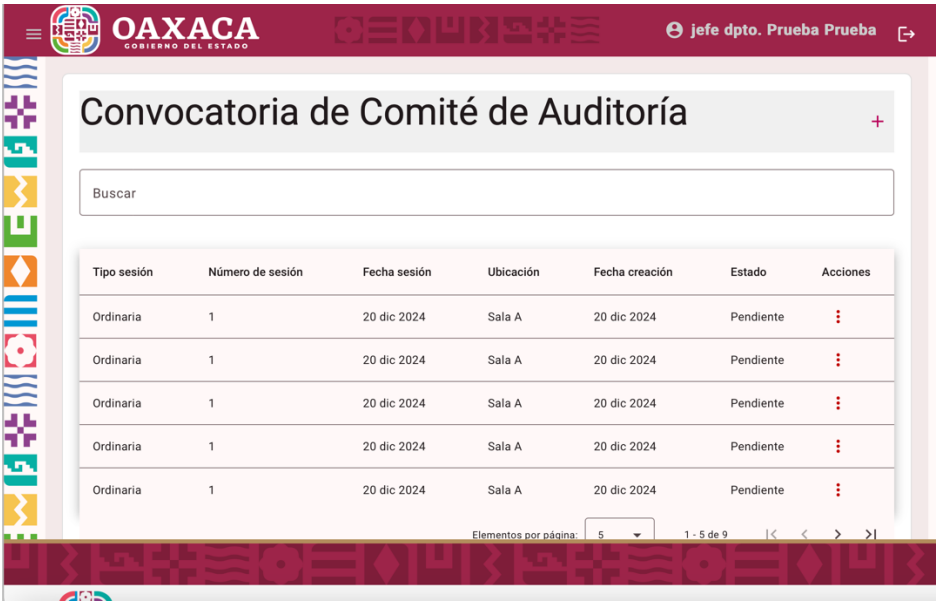 OAXACA
GOBIERNO DEL ESTADO
jefe dpto. Prueba Prueba
Convocatoria de Comité de Auditoría
+
Buscar
Tipo sesión Número de sesión Fecha sesión Ubicación Fecha creación Estado Acciones
Ordinaria 1 20 dic 2024 Sala A 20 dic 2024 Pendiente
Ordinaria 1 20 dic 2024 Sala A 20 dic 2024 Pendiente
Ordinaria 1 20 dic 2024 Sala A 20 dic 2024 Pendiente
Ordinaria 1 20 dic 2024 Sala A 20 dic 2024 Pendiente
Ordinaria 1 20 dic 2024 Sala A 20 dic 2024 Pendiente
Elementos por página: 5 1 - 5 de 9